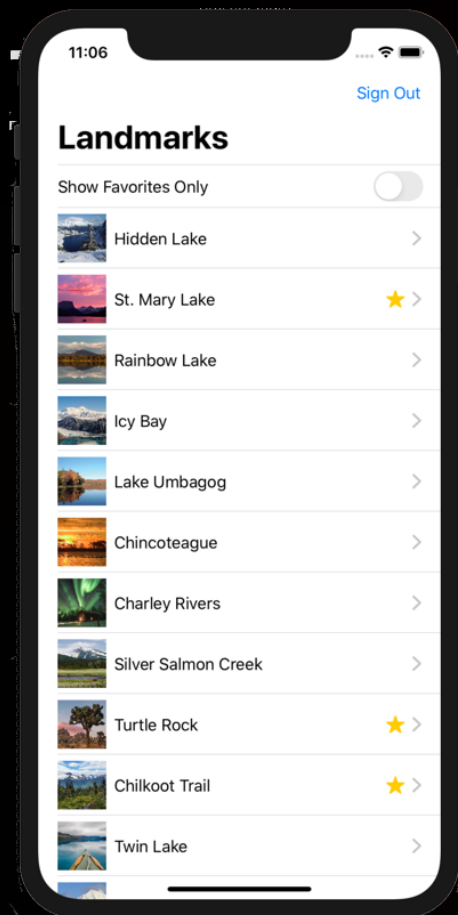 11:06
Sign Out
Landmarks
Show Favorites Only
Hidden Lake
St. Mary Lake
Rainbow Lake
Icy Bay
Lake Umbagog
Chincoteague
Charley Rivers
Silver Salmon Creek
Turtle Rock
Chilkoot Trail
Twin Lake